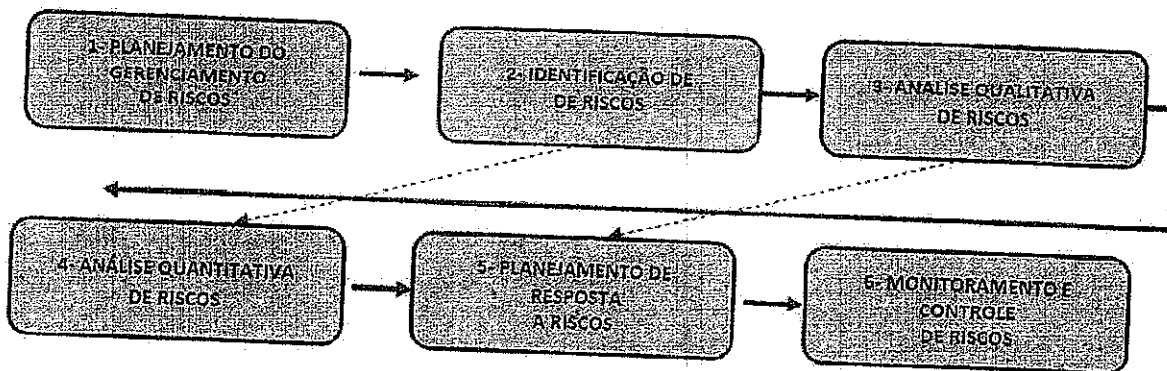 1- PLANEJAMENTO DO
GERENCIAMENTO
DE RISCOS
2- IDENTIFICAÇÃO DE
DE RISCOS
3- ANÁLISE QUALITATIVA
DE RISCOS
4- ANÁLISE QUANTITATIVA
DE RISCOS
5- PLANEJAMENTO DE
RESPOSTA
A RISCOS
6- MONITORAMENTO E
CONTROLE
DE RISCOS